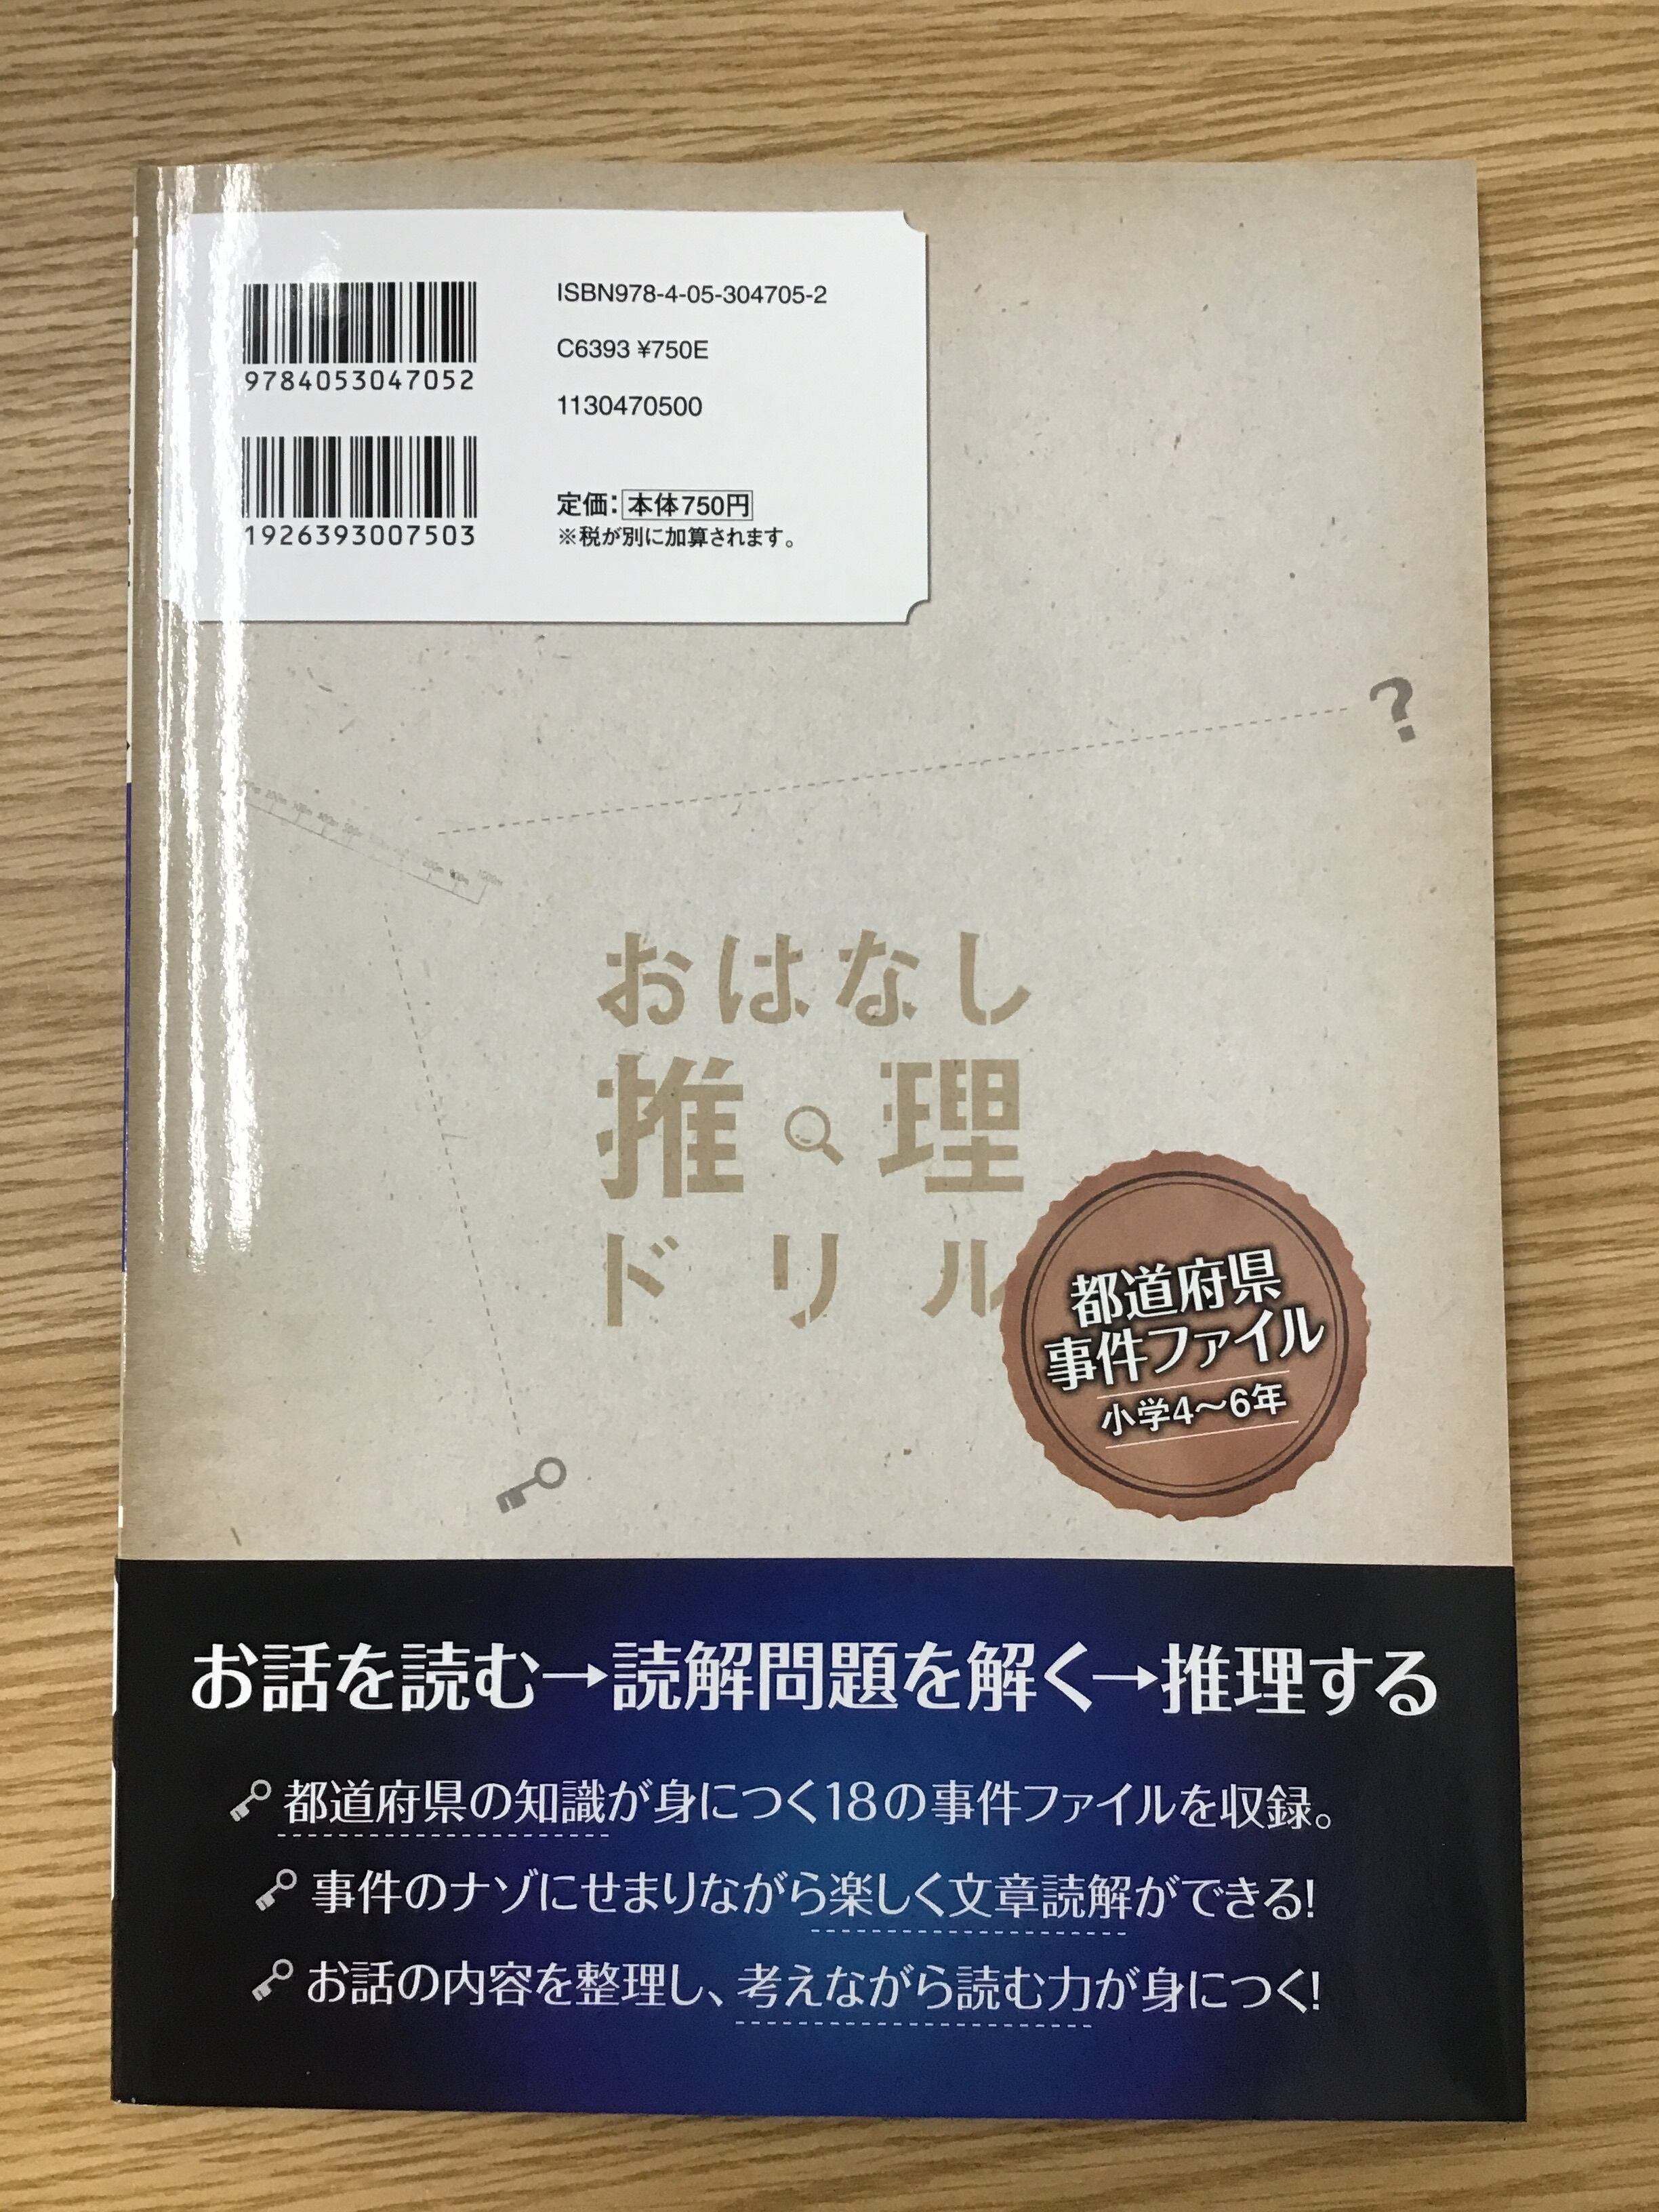 9784053047052
1926393007503
ISBN978-4-05-304705-2
C6393 ¥750E
1130470500
定価：本体750円
※税が別に加算されます。
?
おはなし
推理
ドリル
都道府県
事件ファイル
小学4〜6年
お話を読む→読解問題を解く→推理する
都道府県の知識が身につく18の事件ファイルを収録。
事件のナゾにせまりながら楽しく文章読解ができる!
お話の内容を整理し、考えながら読む力が身につく!